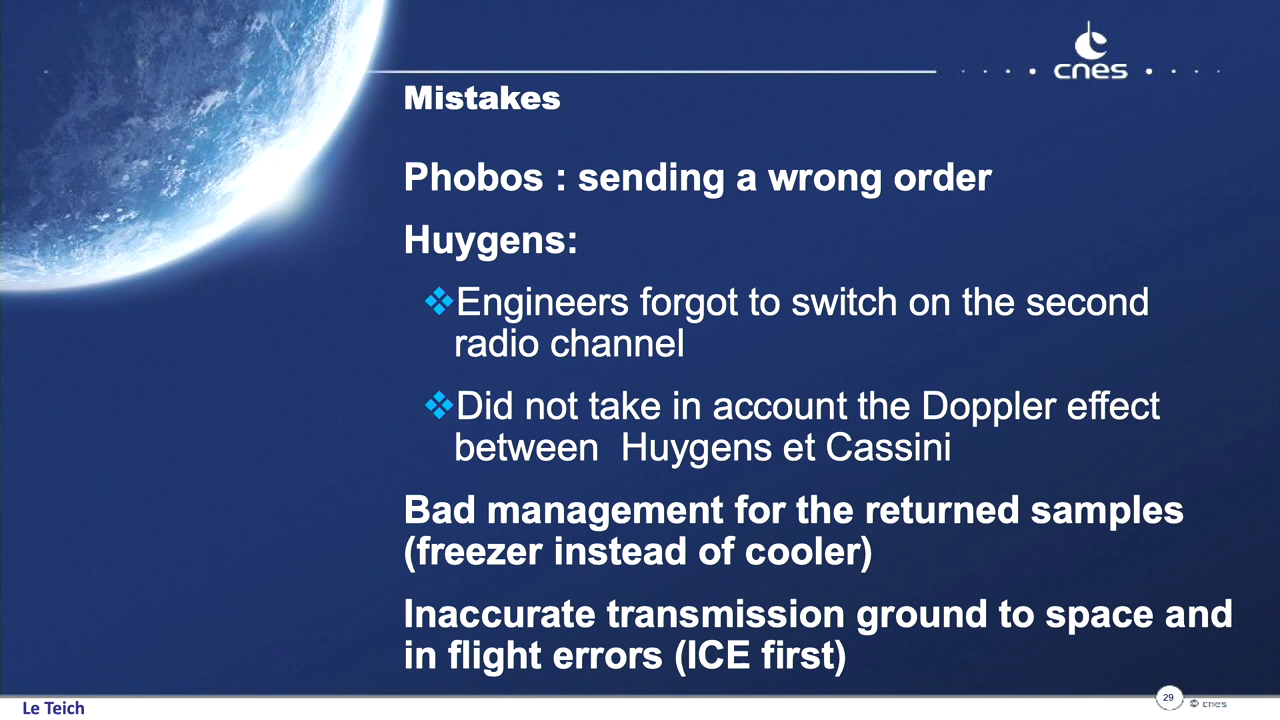 cnes
Mistakes
Phobos : sending a wrong order
Huygens:
❖Engineers forgot to switch on the second
radio channel
❖Did not take in account the Doppler effect
between  Huygens et Cassini
Bad management for the returned samples
(freezer instead of cooler)
Inaccurate transmission ground to space and
in flight errors (ICE first)
Le Teich
29
© cnes